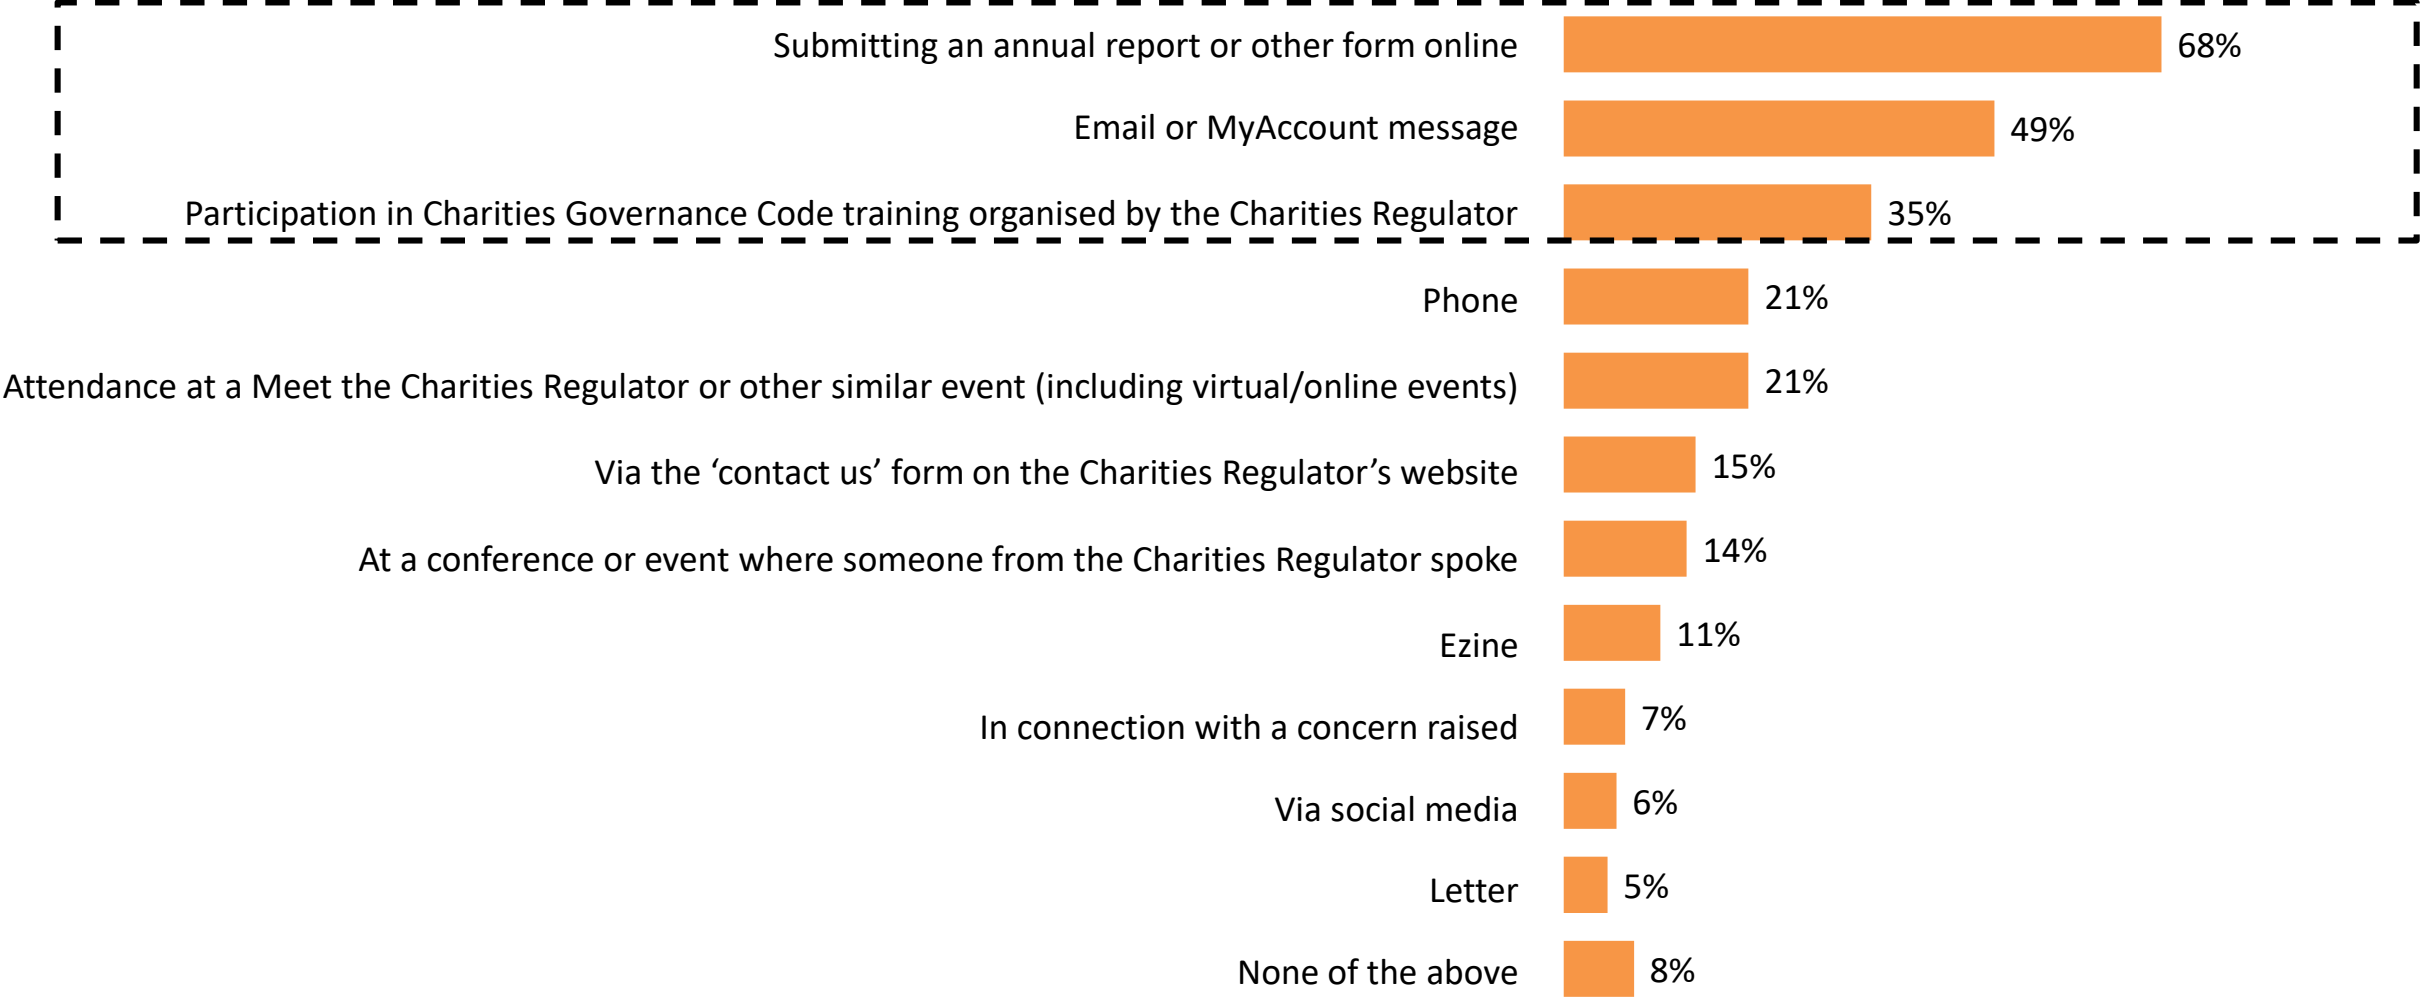 Submitting an annual report or other form online 68%
Email or MyAccount message 49%
Participation in Charities Governance Code training organised by the Charities Regulator 35%
Phone 21%
Attendance at a Meet the Charities Regulator or other similar event (including virtual/online events) 21%
Via the ‘contact us’ form on the Charities Regulator’s website 15%
At a conference or event where someone from the Charities Regulator spoke 14%
Ezine 11%
In connection with a concern raised 7%
Via social media 6%
Letter 5%
None of the above 8%